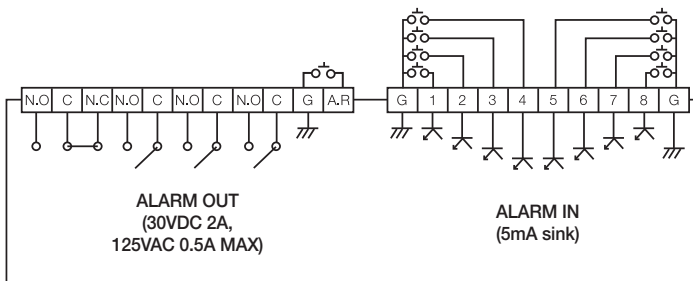 N.O C N.C N.O C N.O C N.O C G A.R G 1 2 3 4 5 6 7 8 G
ALARM OUT
(30VDC 2A,
125VAC 0.5A MAX)
ALARM IN
(5mA sink)